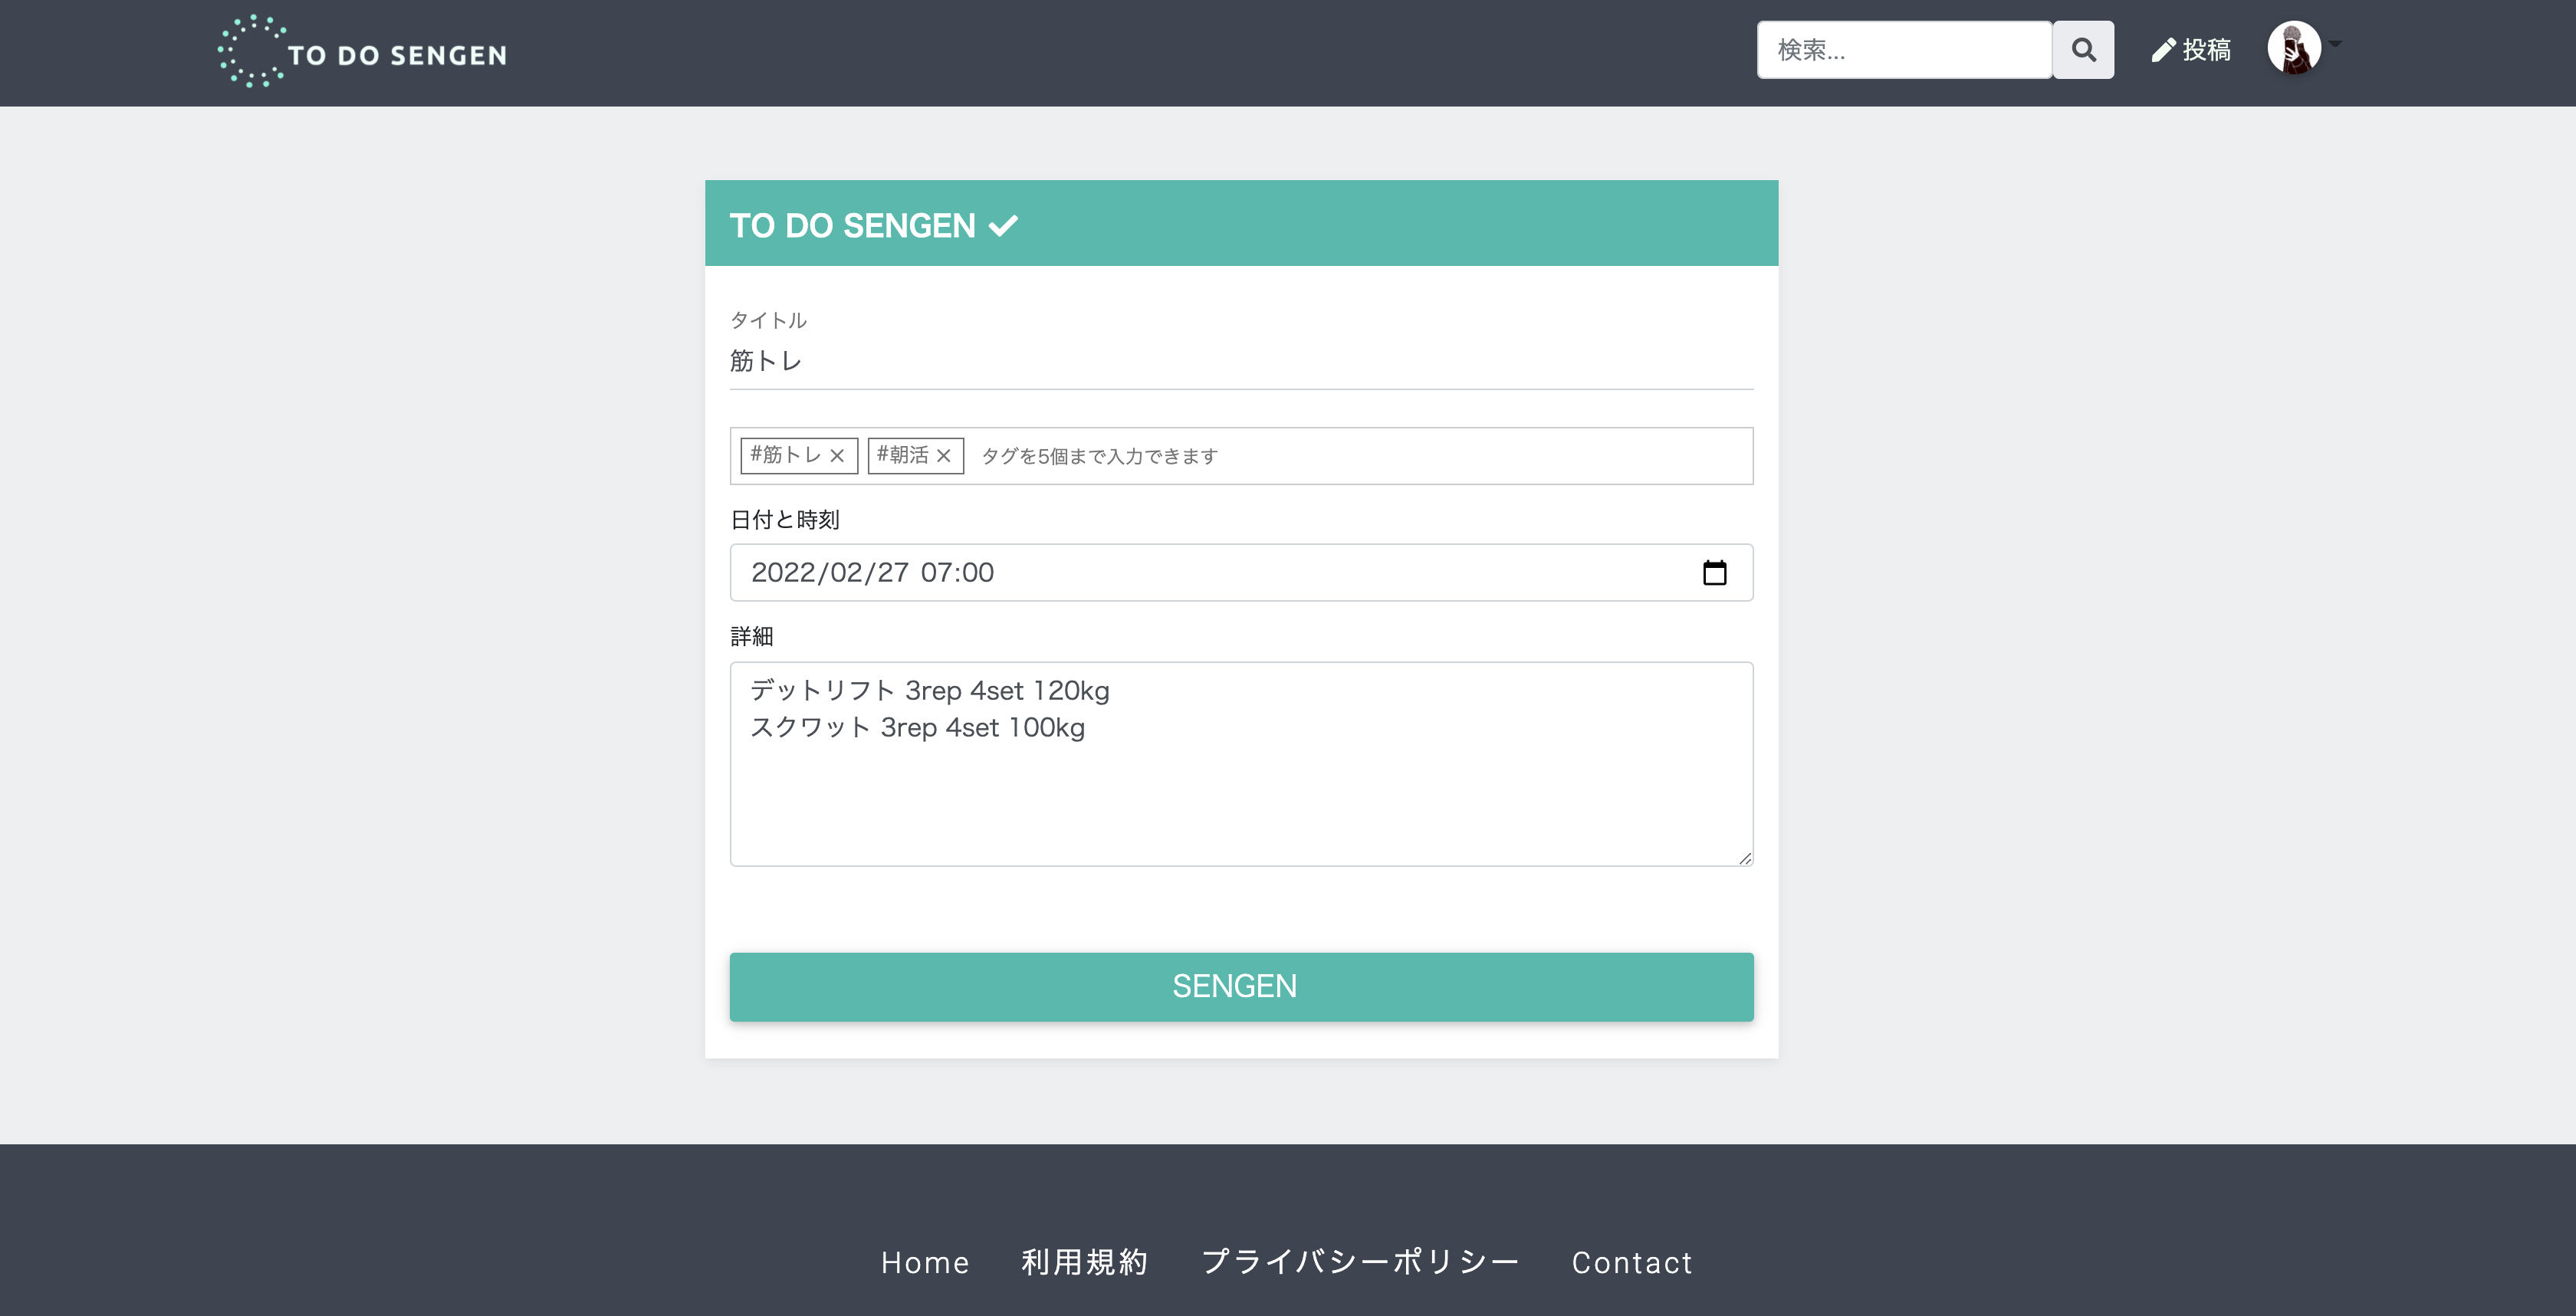 TO DO SENGEN
検索...
投稿
TO DO SENGEN
タイトル
筋トレ
#筋トレ × #朝活 × タグを5個まで入力できます
日付と時刻
2022/02/27 07:00
詳細
デットリフト 3rep 4set 120kg
スクワット 3rep 4set 100kg
SENGEN
Home 利用規約 プライバシーポリシー Contact